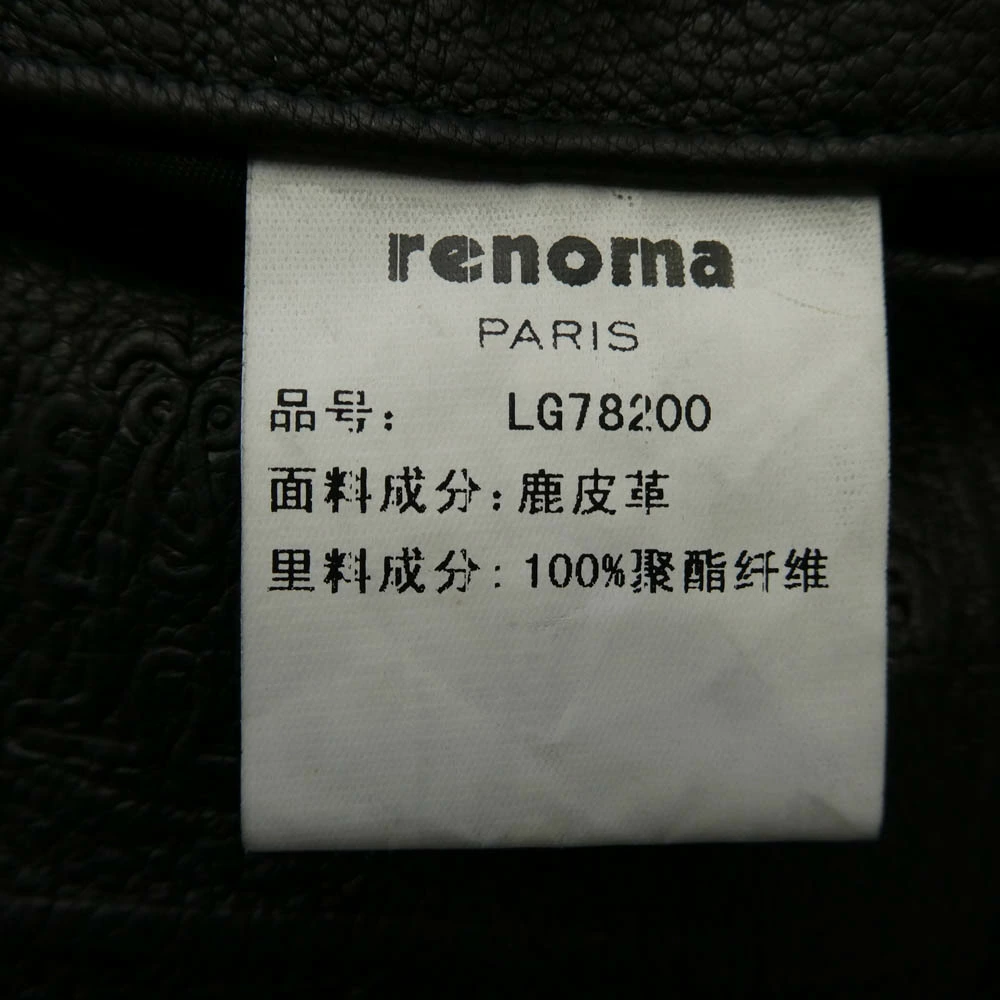 renoma
PARIS
品号: LG78200
面料成分: 鹿皮革
里料成分: 100%聚酯纤维